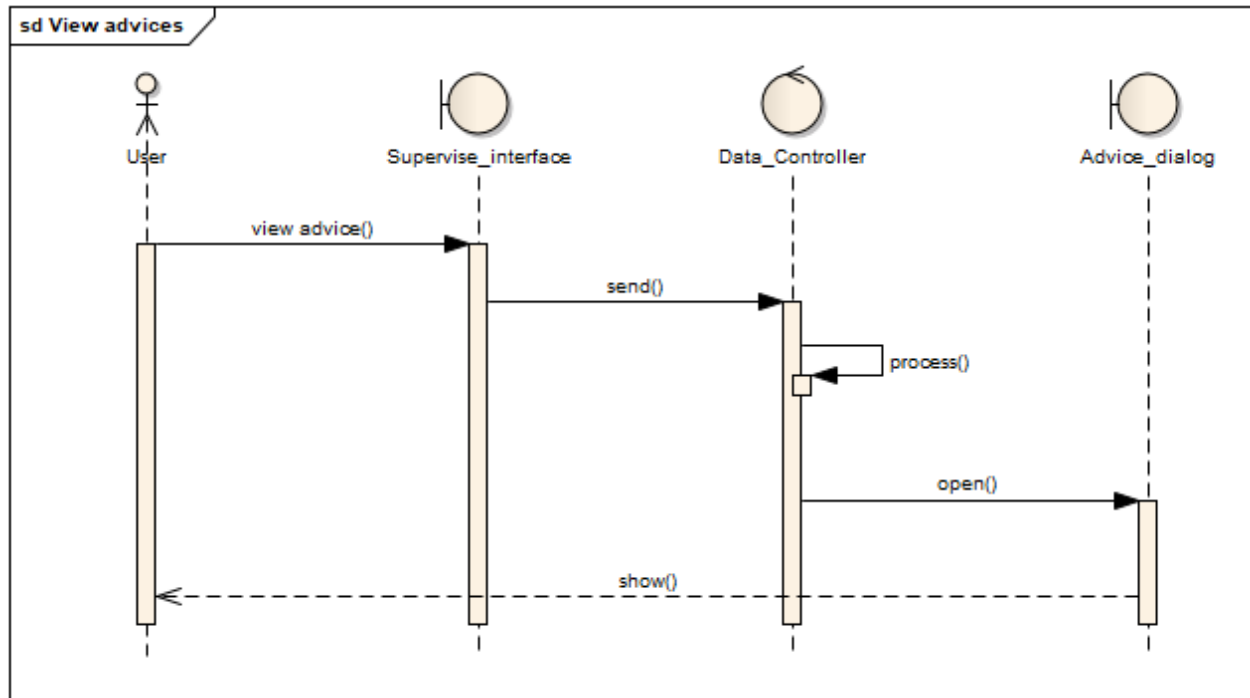 sd View advices
User
Supervise_interface
Data_Controller
Advice_dialog
view advice()
send()
process()
open()
show()